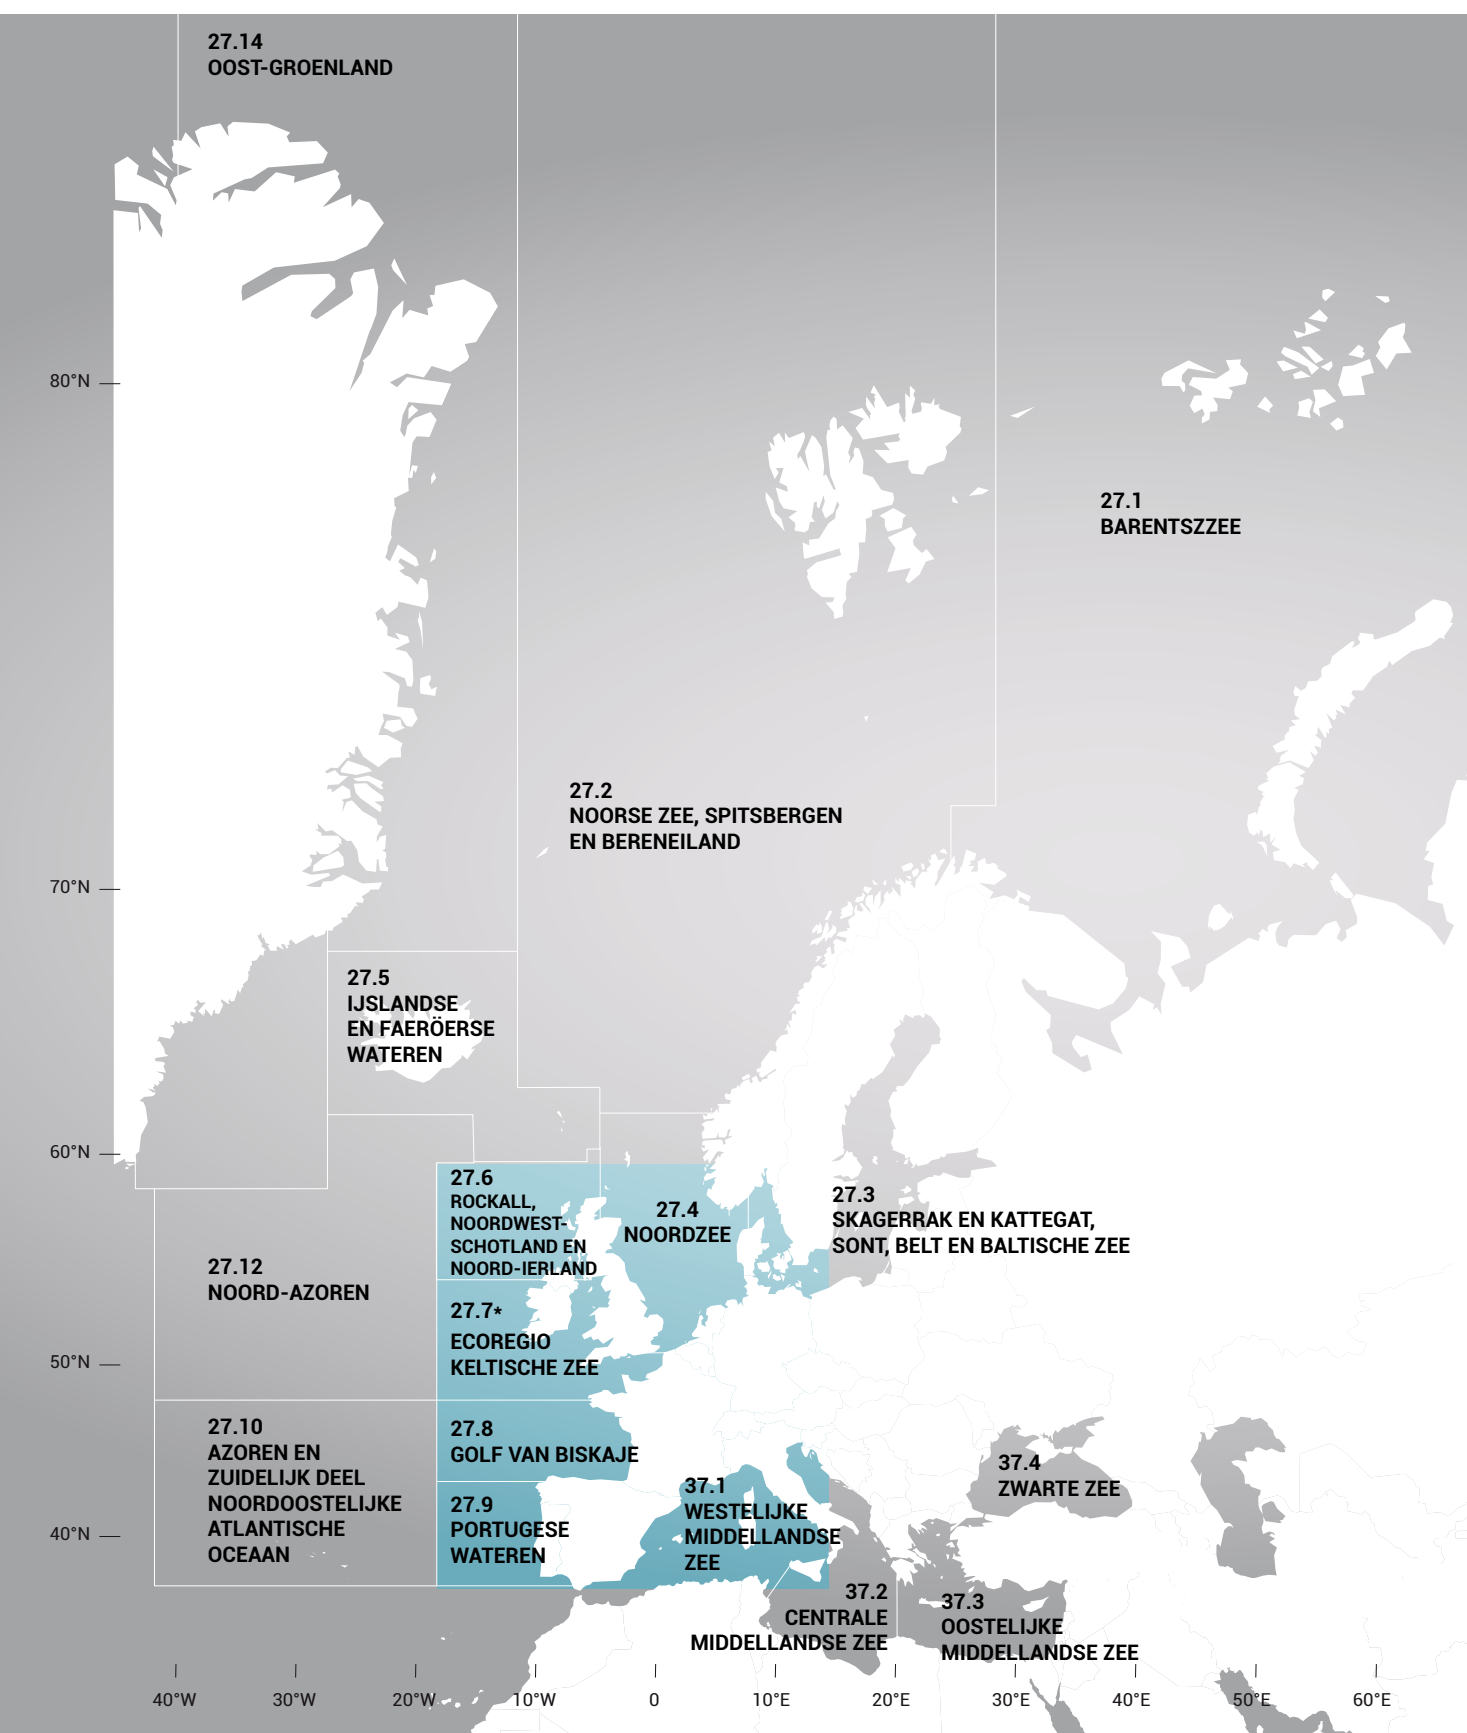 27.14
OOST-GROENLAND
80°N
27.1
BARENTSZZEE
27.2
NOORSE ZEE, SPITSBERGEN
EN BERENEILAND
70°N
27.5
IJSLANDSE
EN FAERÖERSE
WATEREN
60°N
27.6
ROCKALL,
NOORDWEST-
SCHOTLAND EN
NOORD-IERLAND
27.4
NOORDZEE
27.3
SKAGERRAK EN KATTEGAT,
SONT, BELT EN BALTISCHE ZEE
27.12
NOORD-AZOREN
27.7*
ECOREGIO
KELTISCHE ZEE
50°N
27.10
AZOREN EN
ZUIDELIJK DEEL
NOORDOOSTELIJKE
ATLANTISCHE
OCEAAN
27.8
GOLF VAN BISKAJE
37.4
ZWARTE ZEE
37.1
WESTELIJKE
MIDDELLANDSE
ZEE
27.9
PORTUGESE
WATEREN
40°N
37.2
CENTRALE
MIDDELLANDSE ZEE
37.3
OOSTELIJKE
MIDDELLANDSE ZEE
40°W 30°W 20°W 10°W 0 10°E 20°E 30°E 40°E 50°E 60°E